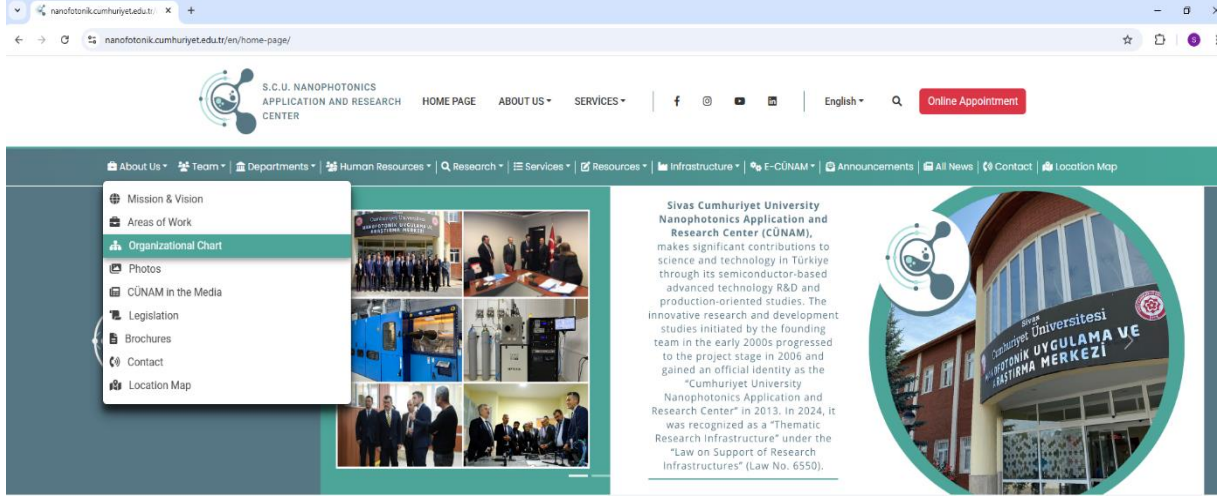 nanofotonik.cumhuriyet.edu.tr/
nanofotonik.cumhuriyet.edu.tr/en/home-page/
S
S.C.U. NANOPHOTONICS
APPLICATION AND RESEARCH
CENTER
HOME PAGE
ABOUT US
SERVİCES
English
Online Appointment
About Us
Team
Departments
Human Resources
Research
Services
Resources
Infrastructure
E-CÜNAM
Announcements
All News
Contact
Location Map
Mission & Vision
Areas of Work
Organizational Chart
Photos
CÜNAM in the Media
Legislation
Brochures
Contact
Location Map
Cumhuriyet Üniversitesi
NANOFOTONİK UYGULAMA VE
ARAŞTIRMA MERKEZİ
Sivas Cumhuriyet University
Nanophotonics Application and
Research Center (CÜNAM),
makes significant contributions to
science and technology in Türkiye
through its semiconductor-based
advanced technology R&D and
production-oriented studies. The
innovative research and development
studies initiated by the founding
team in the early 2000s progressed
to the project stage in 2006 and
gained an official identity as the
"Cumhuriyet University
Nanophotonics Application and
Research Center" in 2013. In 2024, it
was recognized as a "Thematic
Research Infrastructure" under the
"Law on Support of Research
Infrastructures" (Law No. 6550).
Sivas
Cumhuriyet Üniversitesi
OFOTONİK UYGULAMA VE
ARAŞTIRMA MERKEZİ